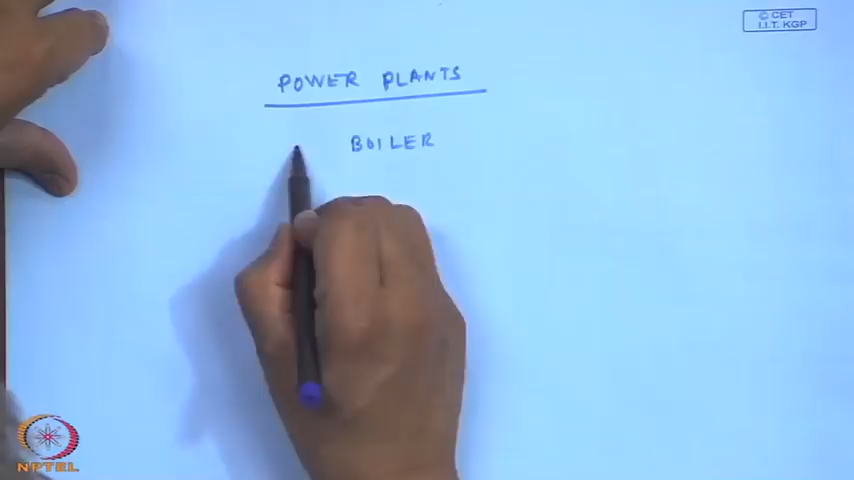 © CET
I.I.T. KGP
POWER PLANTS
BOILER
NPTEL